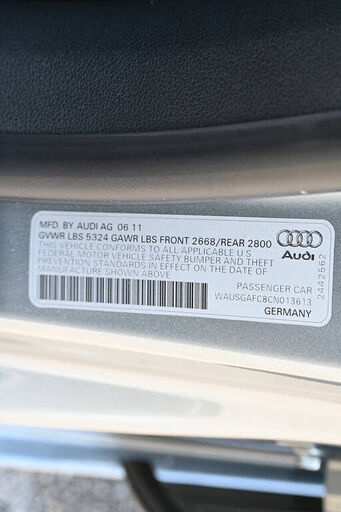 MFD. BY AUDI AG 06 11
GVWR LBS 5324 GAWR LBS FRONT 2668/REAR 2800
THIS VEHICLE CONFORMS TO ALL APPLICABLE U.S
FEDERAL MOTOR VEHICLE SAFETY BUMPER AND THEFT
PREVENTION STANDARDS IN EFFECT ON THE DATE OF
MANUFACTURE SHOWN ABOVE
Audi
2442562
PASSENGER CAR
WAUSGAFC8CN013613
GERMANY